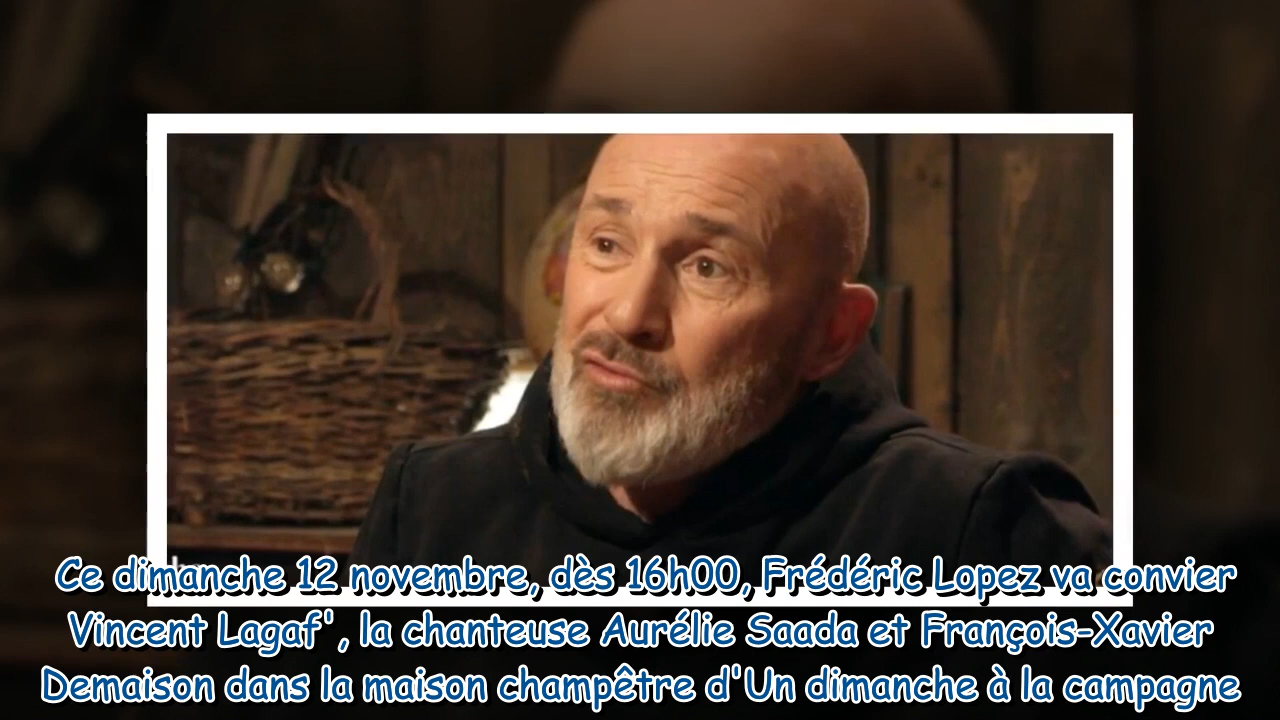 Ce dimanche 12 novembre, dès 16h00, Frédéric Lopez va convier
Vincent Lagaf', la chanteuse Aurélie Saada et François-Xavier
Demaison dans la maison champêtre d'Un dimanche à la campagne